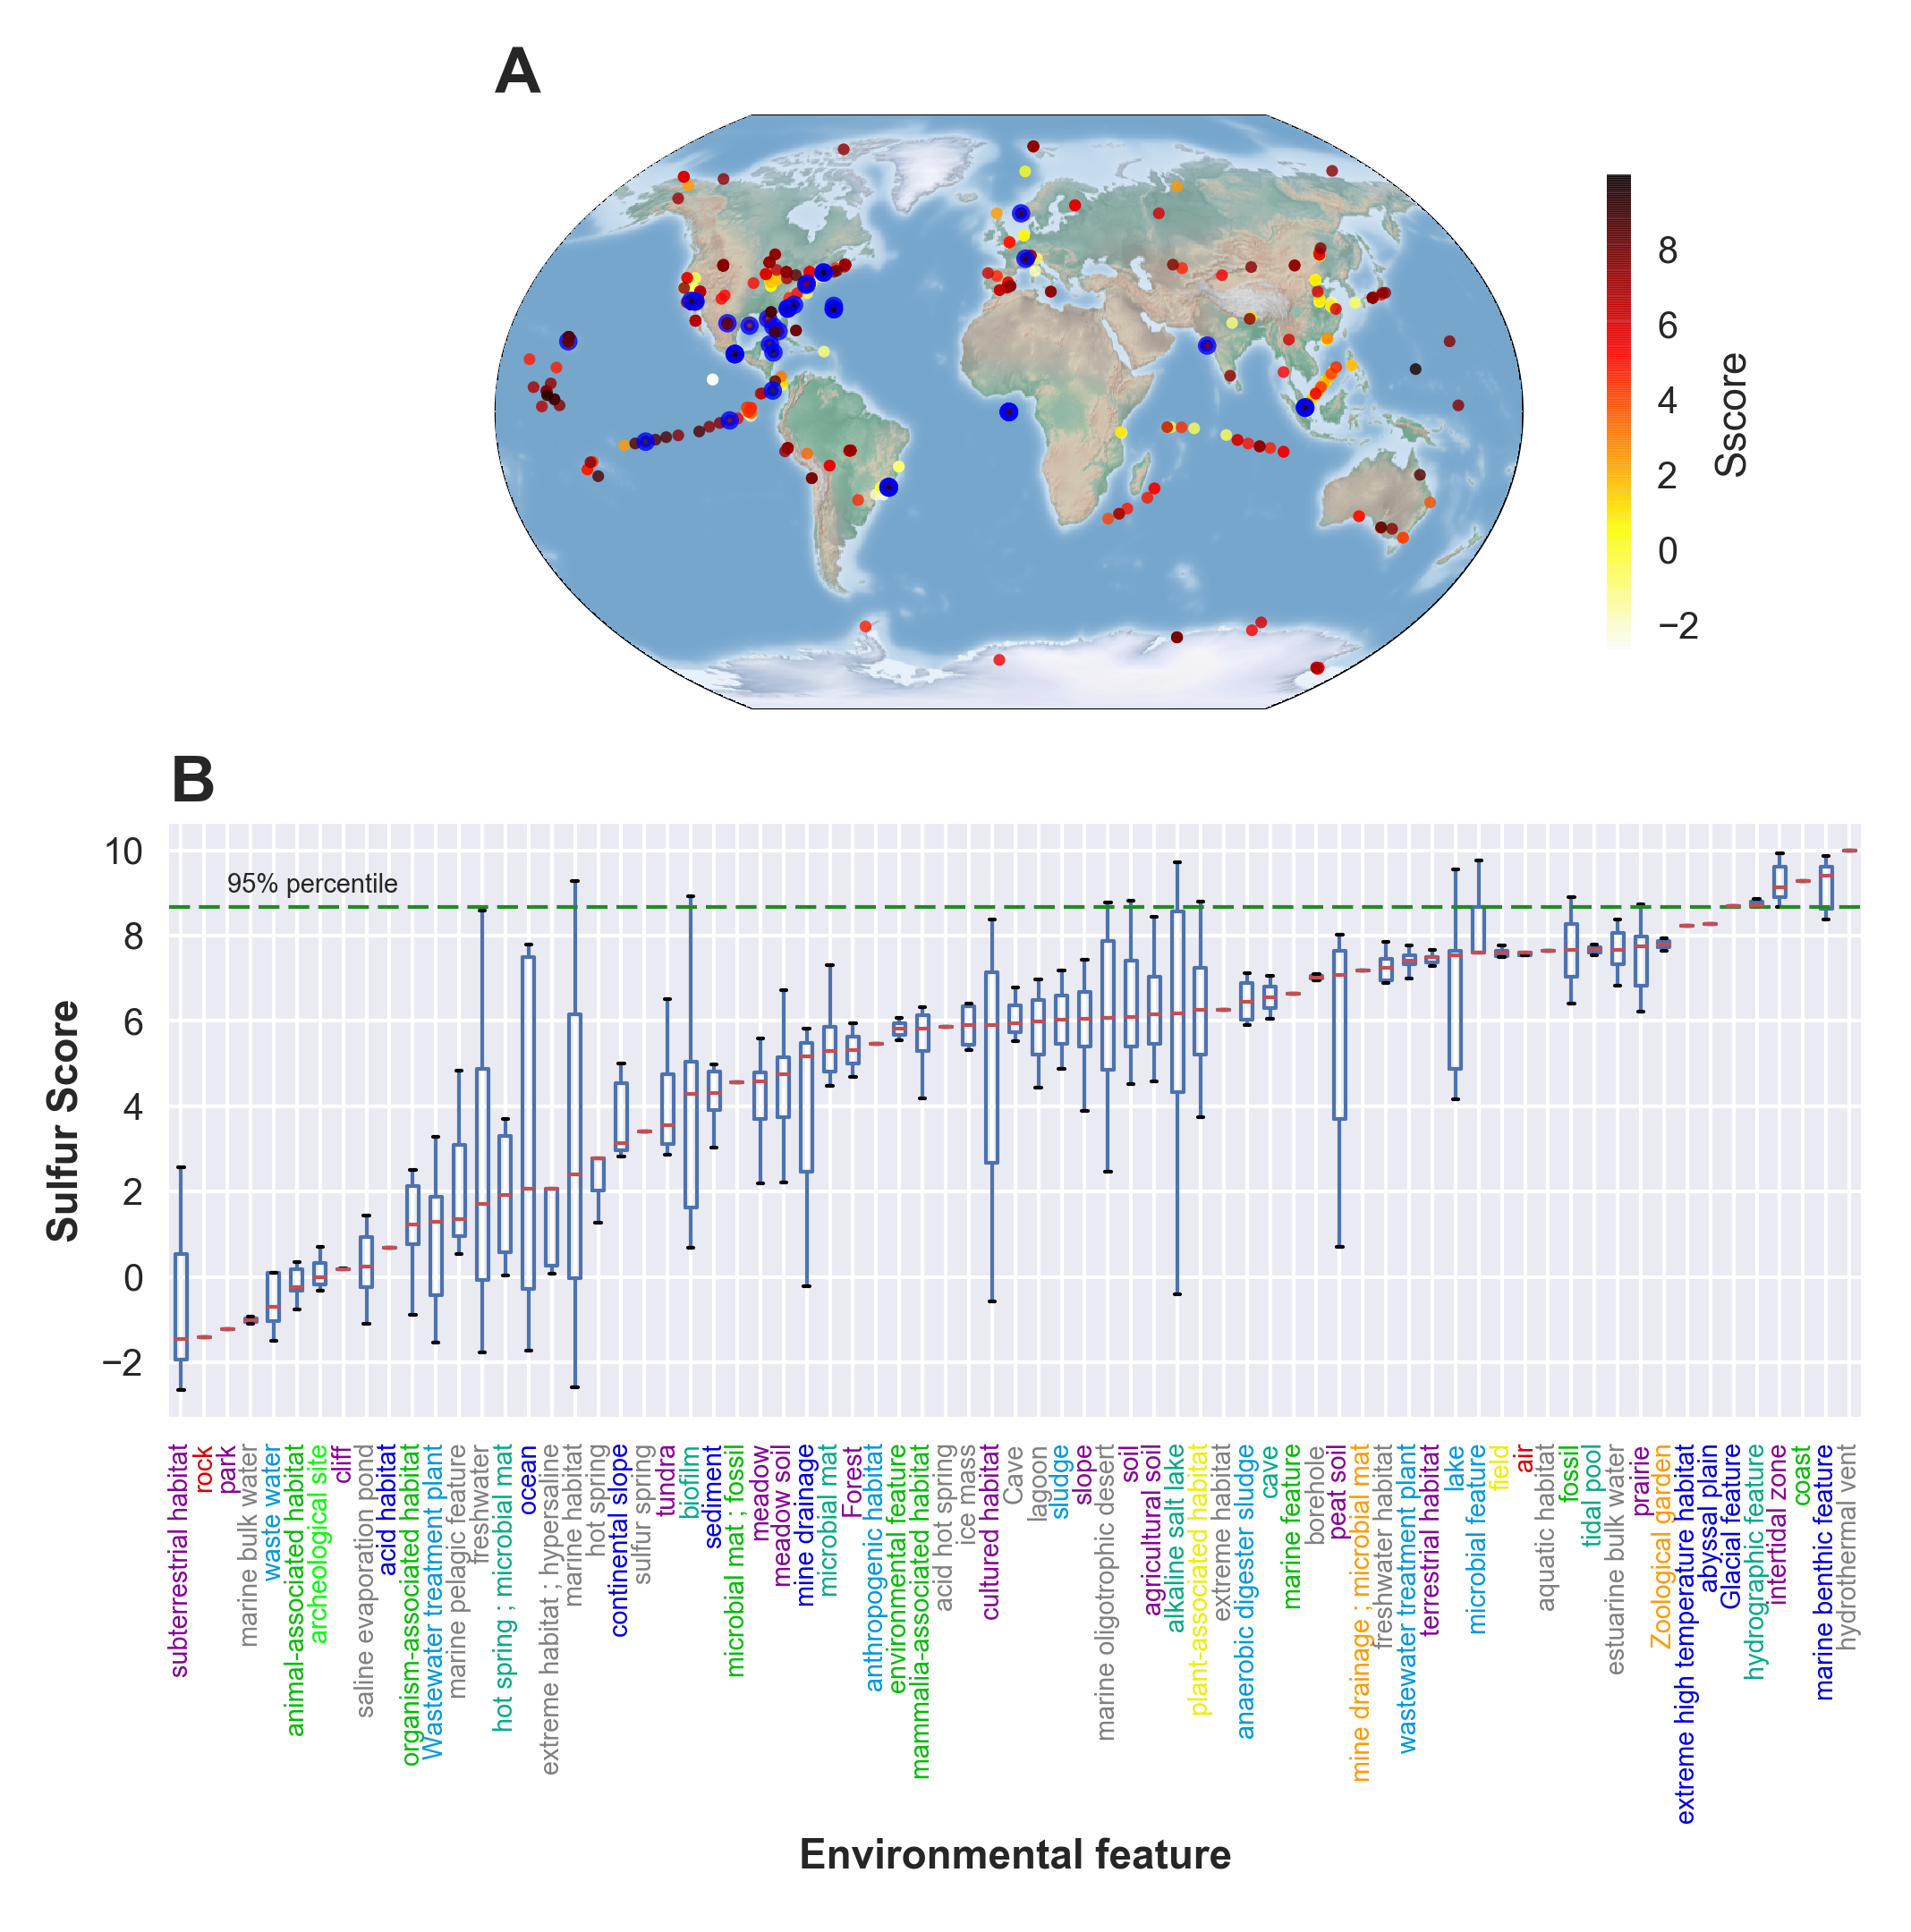 A
8
6
4
2
0
−2
Sscore
B
10
8
6
4
2
0
−2
95% percentile
Sulfur Score
subterrestrial habitat
rock
park
marine bulk water
waste water
animal-associated habitat
archeological site
cliff
saline evaporation pond
acid habitat
organism-associated habitat
Wastewater treatment plant
marine pelagic feature
freshwater
hot spring ; microbial mat
ocean
extreme habitat ; hypersaline
marine habitat
hot spring
continental slope
sulfur spring
tundra
biofilm
sediment
microbial mat ; fossil
meadow
meadow soil
mine drainage
microbial mat
Forest
anthropogenic habitat
environmental feature
mammalia-associated habitat
acid hot spring
ice mass
cultured habitat
Cave
lagoon
sludge
slope
marine oligotrophic desert
soil
agricultural soil
alkaline salt lake
plant-associated habitat
extreme habitat
anaerobic digester sludge
cave
marine feature
borehole
peat soil
mine drainage ; microbial mat
freshwater habitat
wastewater treatment plant
terrestrial habitat
lake
microbial feature
field
air
aquatic habitat
fossil
tidal pool
estuarine bulk water
prairie
Zoological garden
extreme high temperature habitat
abyssal plain
Glacial feature
hydrographic feature
intertidal zone
coast
marine benthic feature
hydrothermal vent
Environmental feature